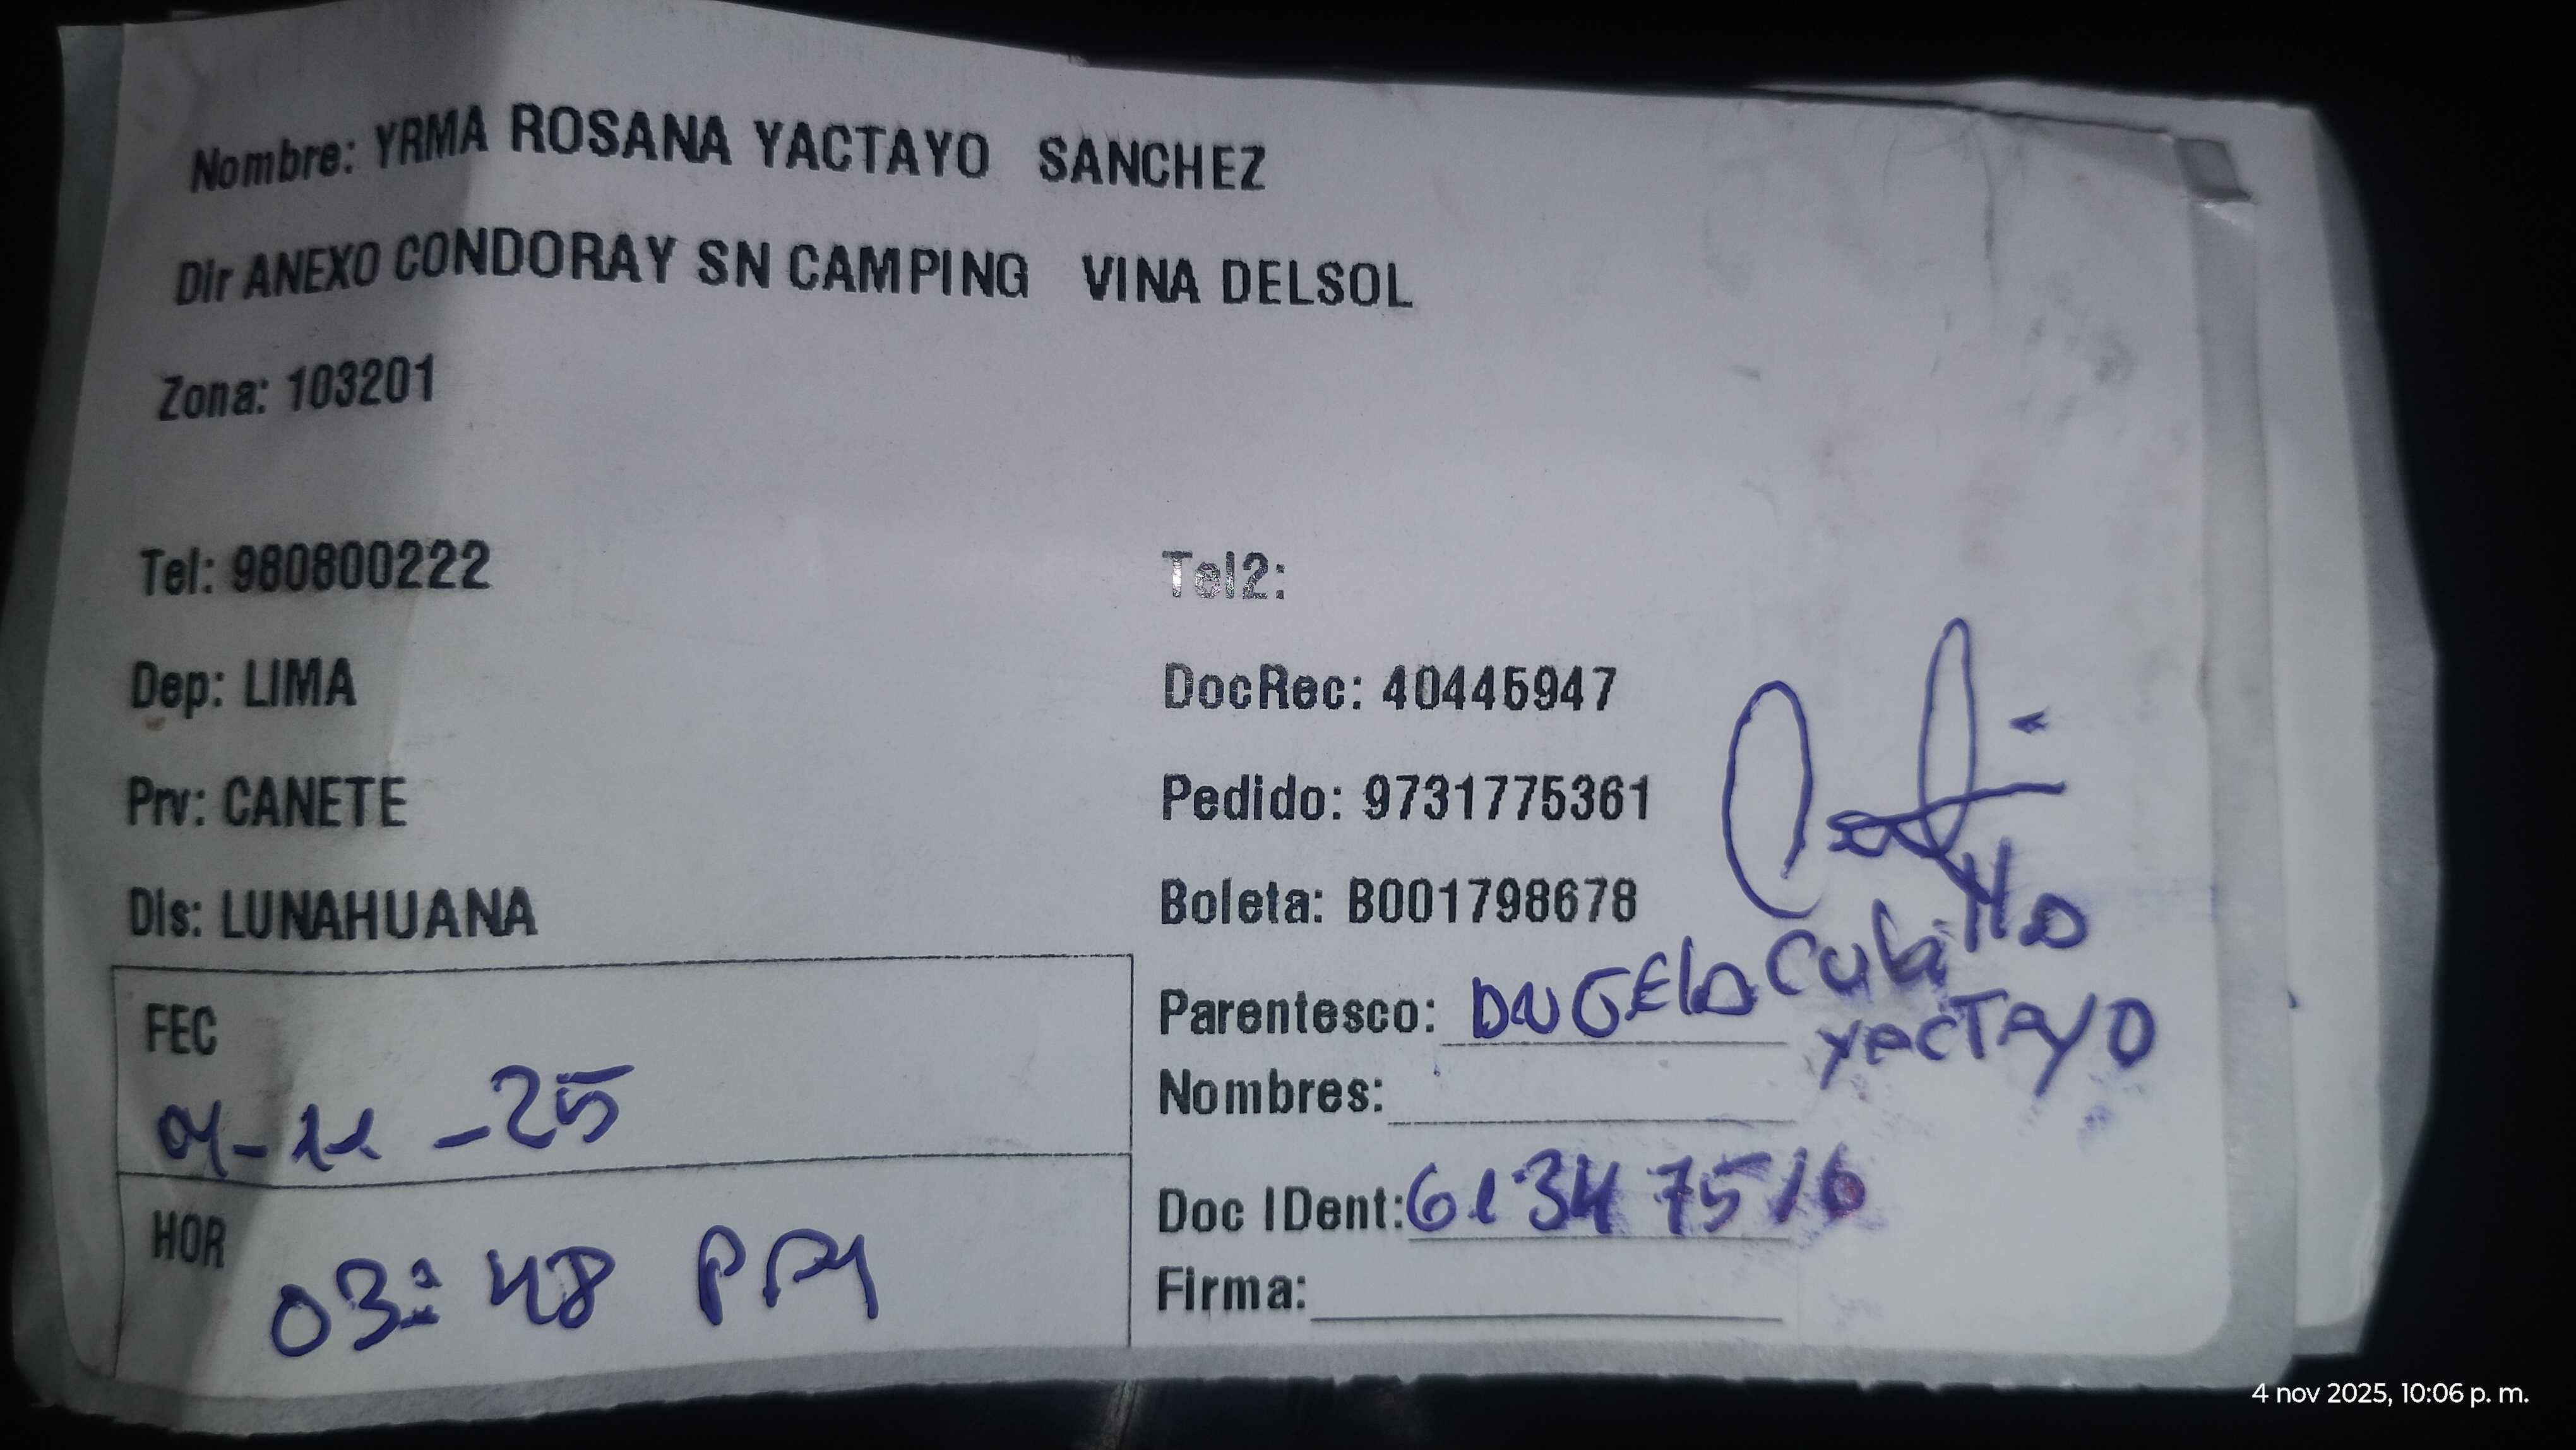 Nombre: YRMA ROSANA YACTAYO SANCHEZ
Dir ANEXO CONDORAY SN CAMPING VINA DELSOL
Zona: 103201
Tel: 980800222
Tel2:
Dep: LIMA
DocRec: 40445947
Prv: CANETE
Pedido: 9731775361
Dis: LUNAHUANA
Boleta: B001798678
FEC
04-11-25
HOR
03:48 PM
Parentesco: ANGELO Cubillo
yacTAYO
Nombres:
Doc IDent: 61347516
Firma:
4 nov 2025, 10:06 p. m.